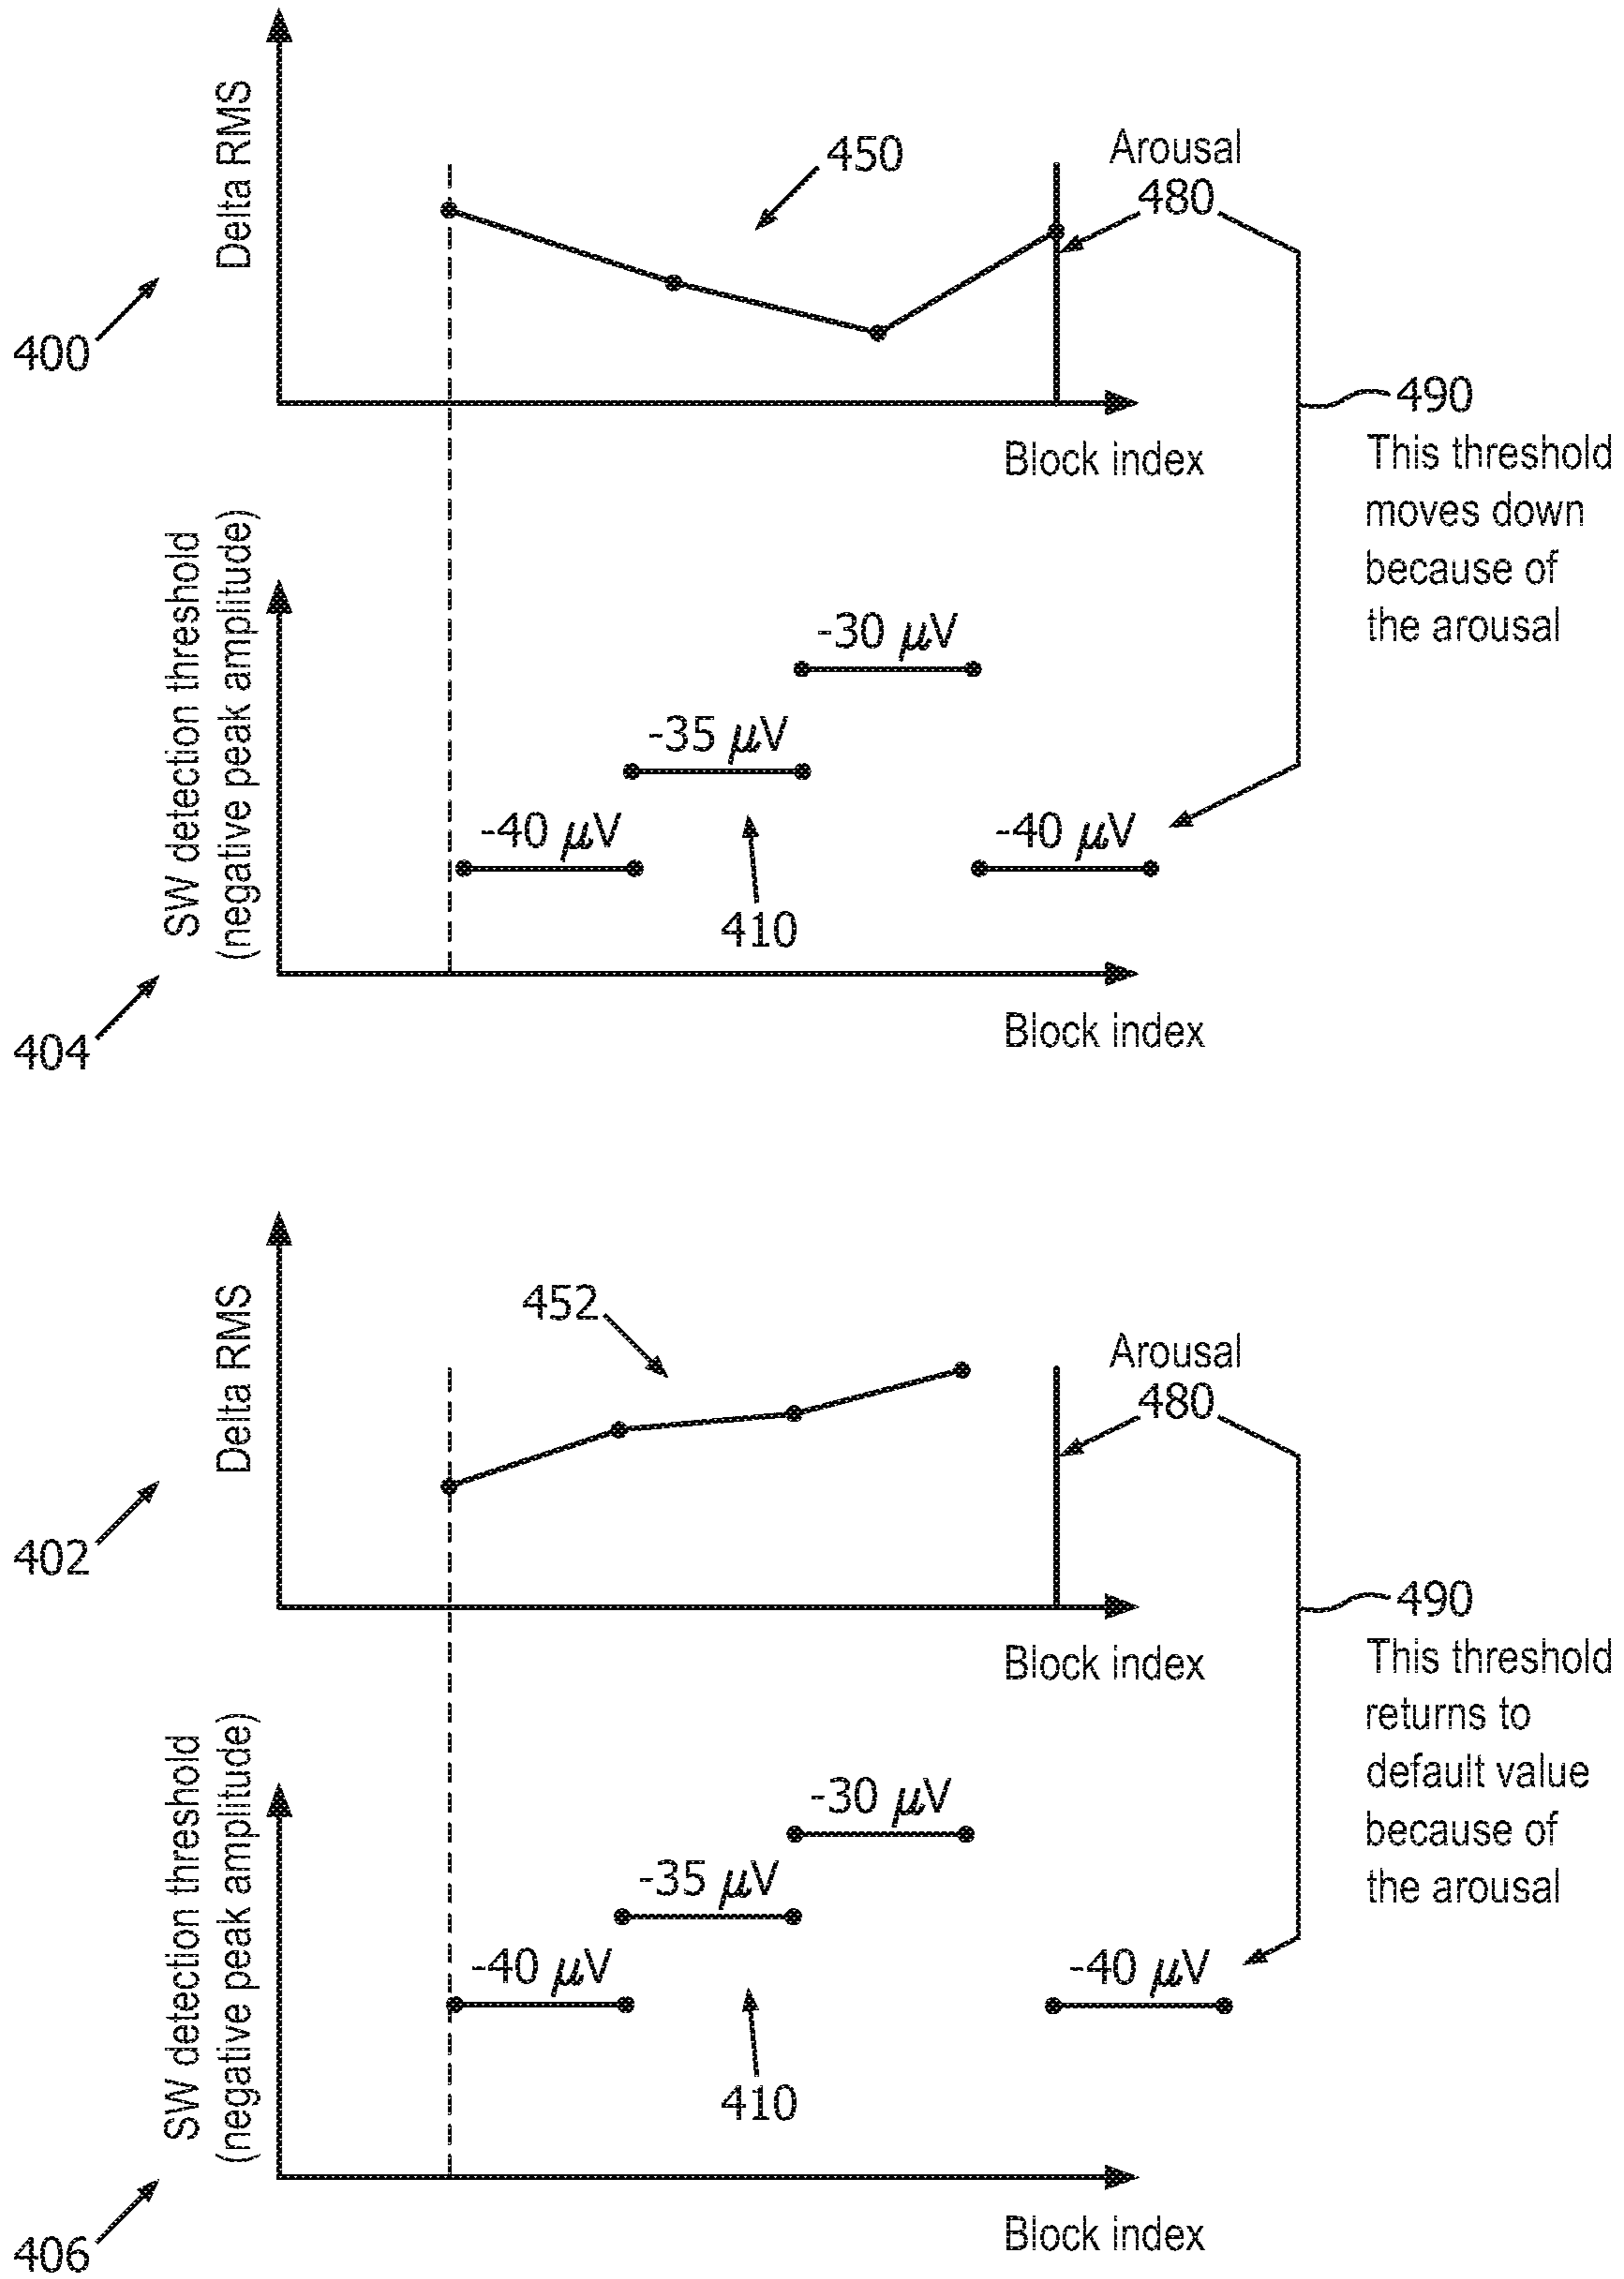 Delta RMS
450
Arousal
480
400
490
Block index
This threshold
moves down
because of
the arousal
SW detection threshold
(negative peak amplitude)
-30 μV
-35 μV
-40 μV
-40 μV
410
404
Block index
Delta RMS
452
Arousal
480
402
490
Block index
This threshold
returns to
default value
because of
the arousal
SW detection threshold
(negative peak amplitude)
-30 μV
-35 μV
-40 μV
-40 μV
410
406
Block index